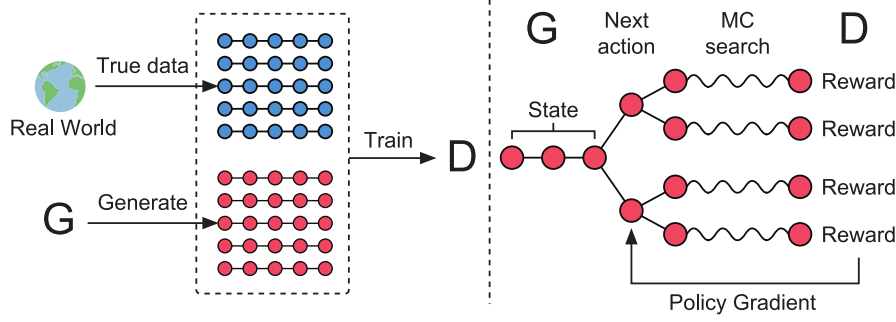 True data
Real World
G
Generate
Train
D
G
Next
action
MC
search
D
State
Reward
Reward
Reward
Reward
Policy Gradient